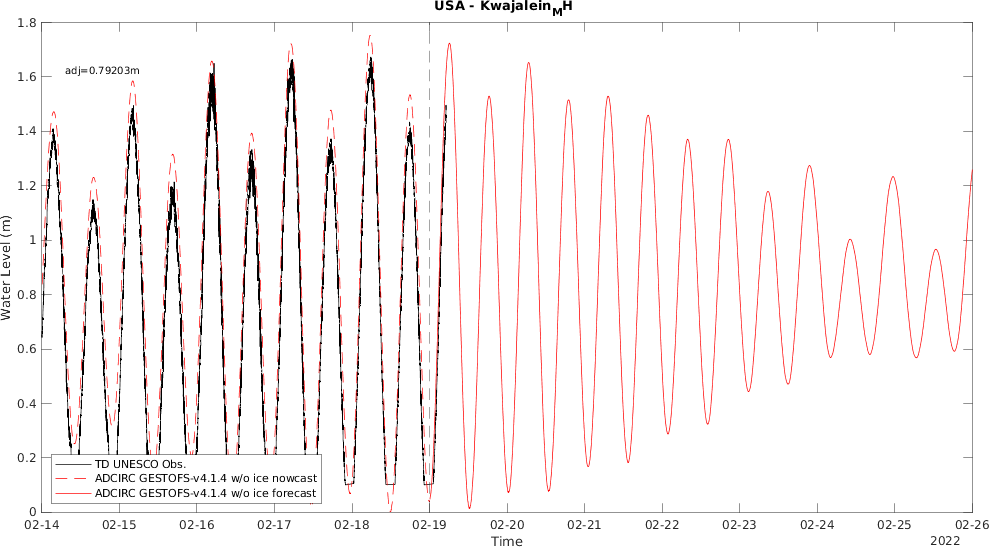 USA - Kwajalein_MH
adj=0.79203m
Water Level (m)
1.8
1.6
1.4
1.2
1
0.8
0.6
0.4
0.2
0
TD UNESCO Obs.
ADCIRC GESTOFS-v4.1.4 w/o ice nowcast
ADCIRC GESTOFS-v4.1.4 w/o ice forecast
02-14 02-15 02-16 02-17 02-18 02-19 02-20 02-21 02-22 02-23 02-24 02-25 02-26
Time
2022